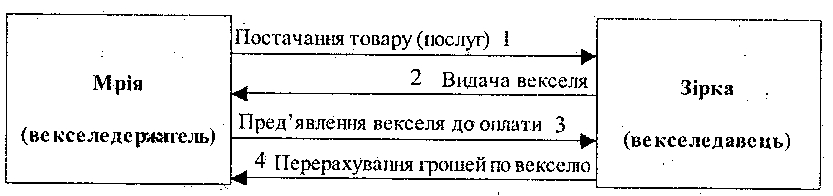 Постачання товару (послуг) 1
2 Видача векселя
Мрія
(векселедержатель)
Зірка
(векселедавець)
Пред’явлення векселя до оплати 3
4 Перерахування грошей по векселю